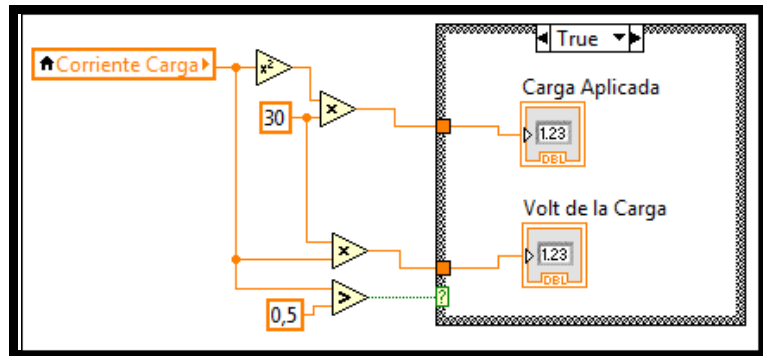 True
Corriente Carga
x²
Carga Aplicada
30
x
1.23
DBL
Volt de la Carga
x
1.23
DBL
>
?
0,5